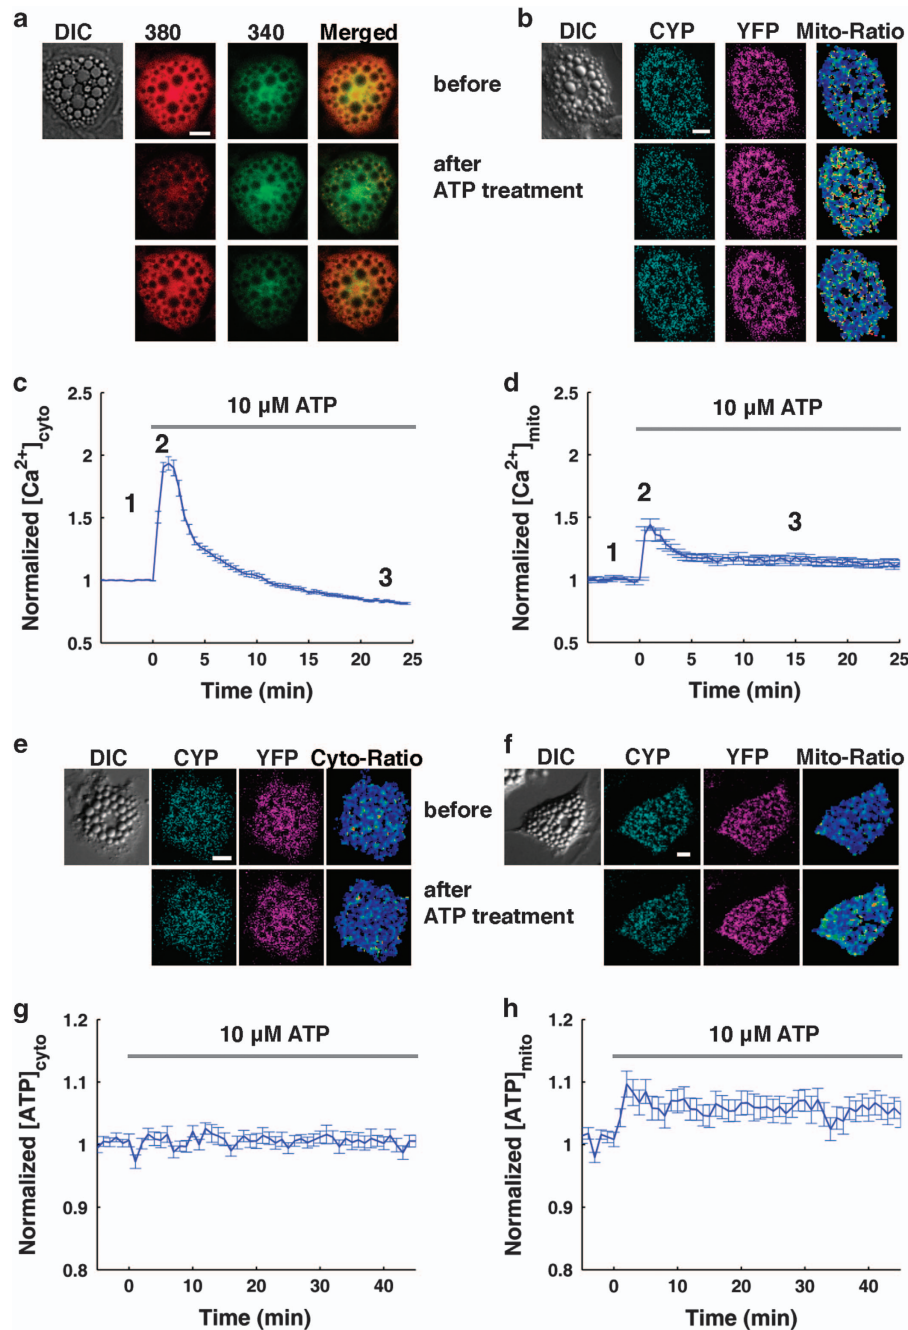 a
DIC 380 340 Merged
before
after
ATP treatment
b
DIC CYP YFP Mito-Ratio
c
Normalized [Ca2+]cyto
10 µM ATP
1
2
3
2.5
2
1.5
1
0.5
0 5 10 15 20 25
Time (min)
d
Normalized [Ca2+]mito
10 µM ATP
1
2
3
2.5
2
1.5
1
0.5
0 5 10 15 20 25
Time (min)
e
DIC CYP YFP Cyto-Ratio
before
after
ATP treatment
f
DIC CYP YFP Mito-Ratio
g
Normalized [ATP]cyto
10 µM ATP
1.2
1.1
1
0.9
0.8
0 10 20 30 40
Time (min)
h
Normalized [ATP]mito
10 µM ATP
1.2
1.1
1
0.9
0.8
0 10 20 30 40
Time (min)